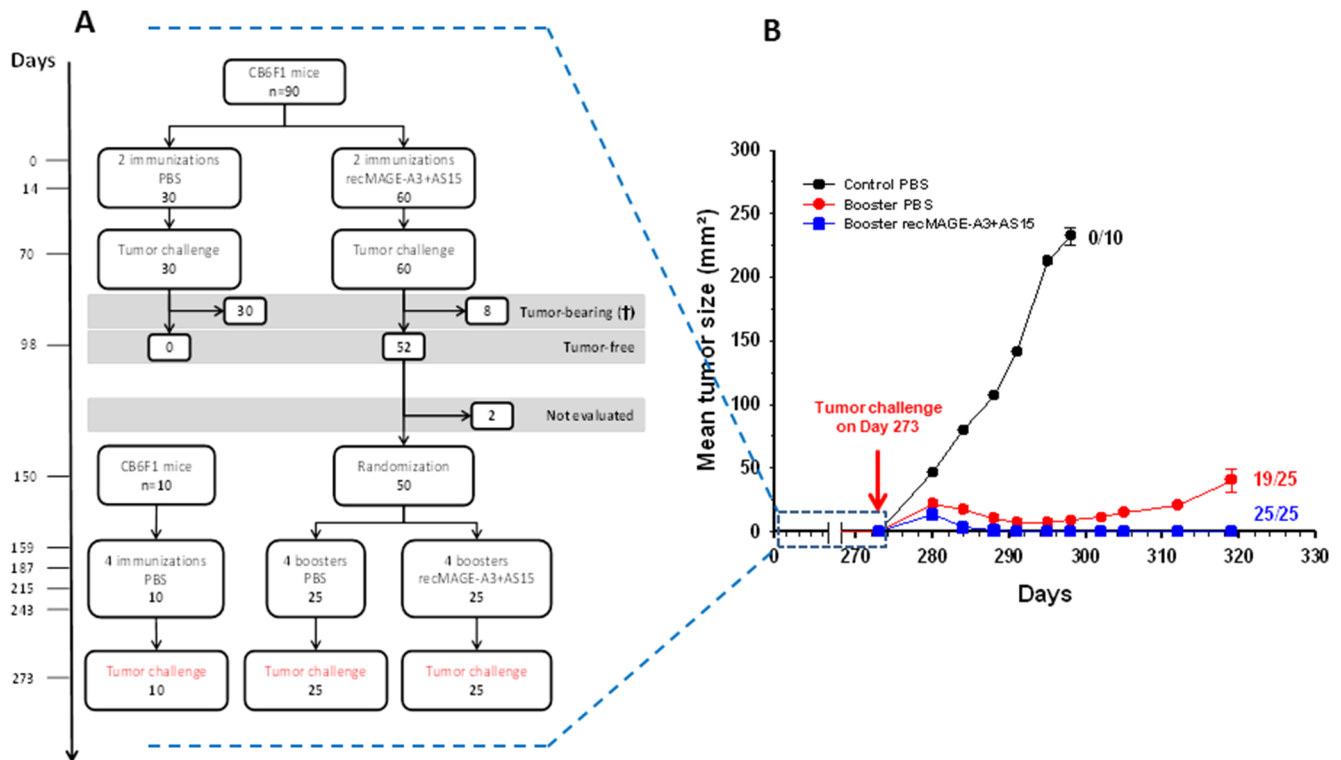 A
Days
CB6F1 mice
n=90
0
14
2 immunizations
PBS
30
2 immunizations
recMAGE-A3+AS15
60
70
Tumor challenge
30
Tumor challenge
60
30
8
Tumor-bearing (†)
98
0
52
Tumor-free
2
Not evaluated
150
CB6F1 mice
n=10
Randomization
50
159
187
215
243
4 immunizations
PBS
10
4 boosters
PBS
25
4 boosters
recMAGE-A3+AS15
25
273
Tumor challenge
10
Tumor challenge
25
Tumor challenge
25
B
Mean tumor size (mm²)
300
250
200
150
100
50
0
Control PBS
Booster PBS
Booster recMAGE-A3+AS15
0/10
Tumor challenge
on Day 273
19/25
25/25
0 270 280 290 300 310 320 330
Days